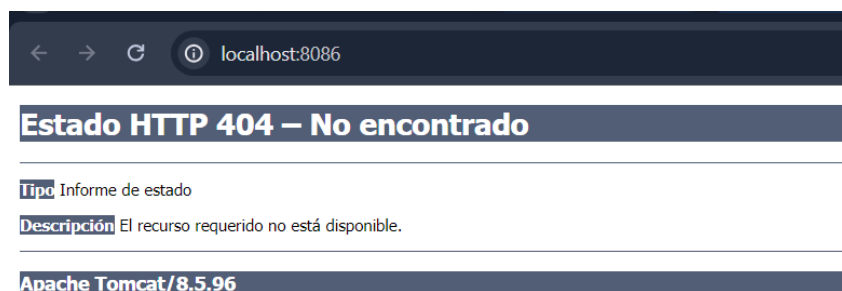 localhost:8086
Estado HTTP 404 – No encontrado
Tipo Informe de estado
Descripción El recurso requerido no está disponible.
Apache Tomcat/8.5.96